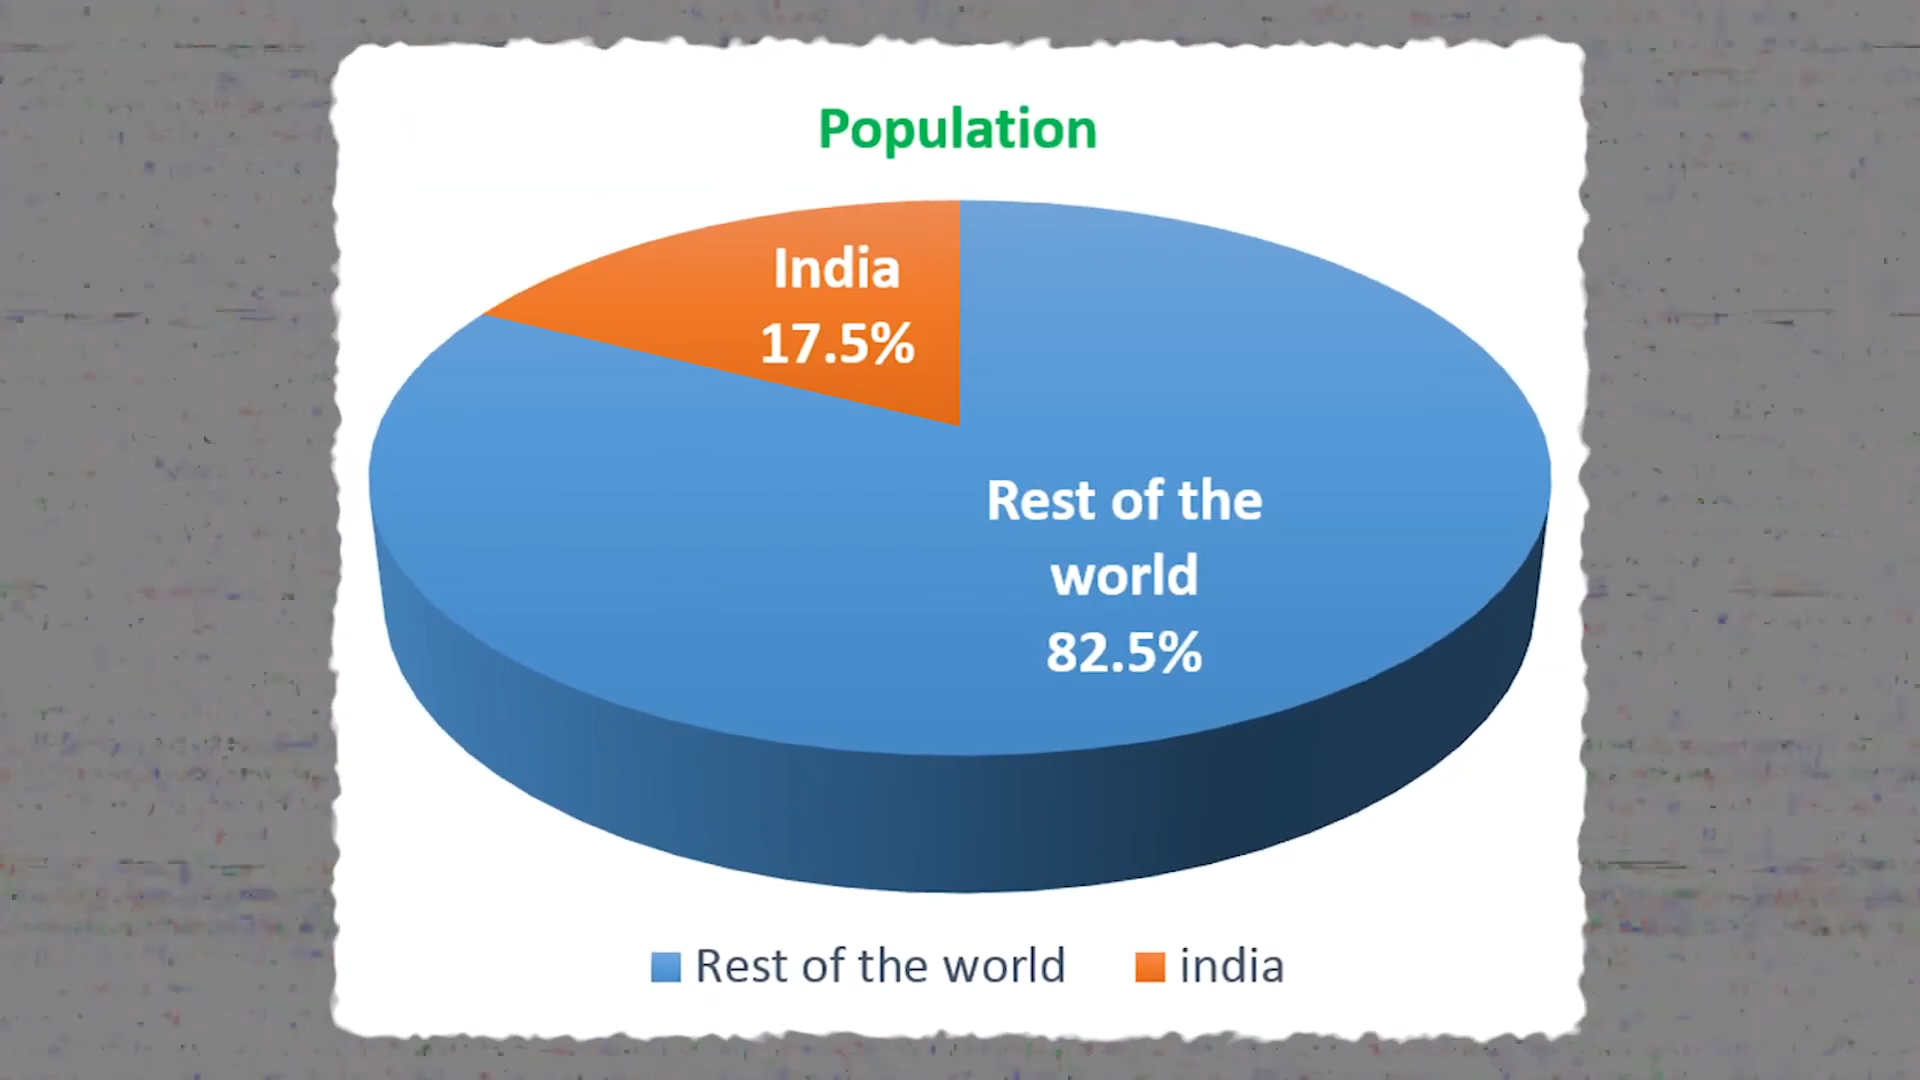 Population
India
17.5%
Rest of the
world
82.5%
Rest of the world
india